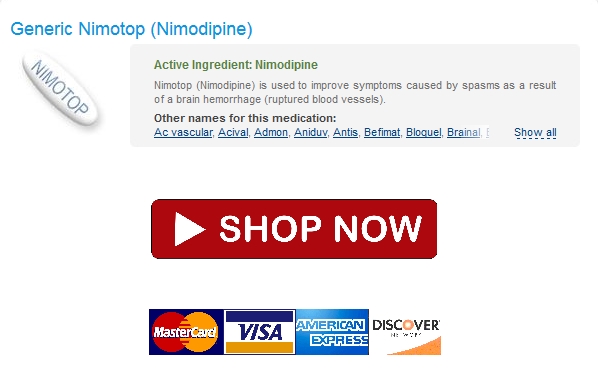 Generic Nimotop (Nimodipine)
NIMOTOP
Active Ingredient: Nimodipine
Nimotop (Nimodipine) is used to improve symptoms caused by spasms as a result
of a brain hemorrhage (ruptured blood vessels).
Other names for this medication:
Ac vascular, Acival, Admon, Aniduv, Antis, Befimat, Bloquel, Brainal, Show all
SHOP NOW
MasterCard VISA AMERICAN EXPRESS DISCOVER NETWORK